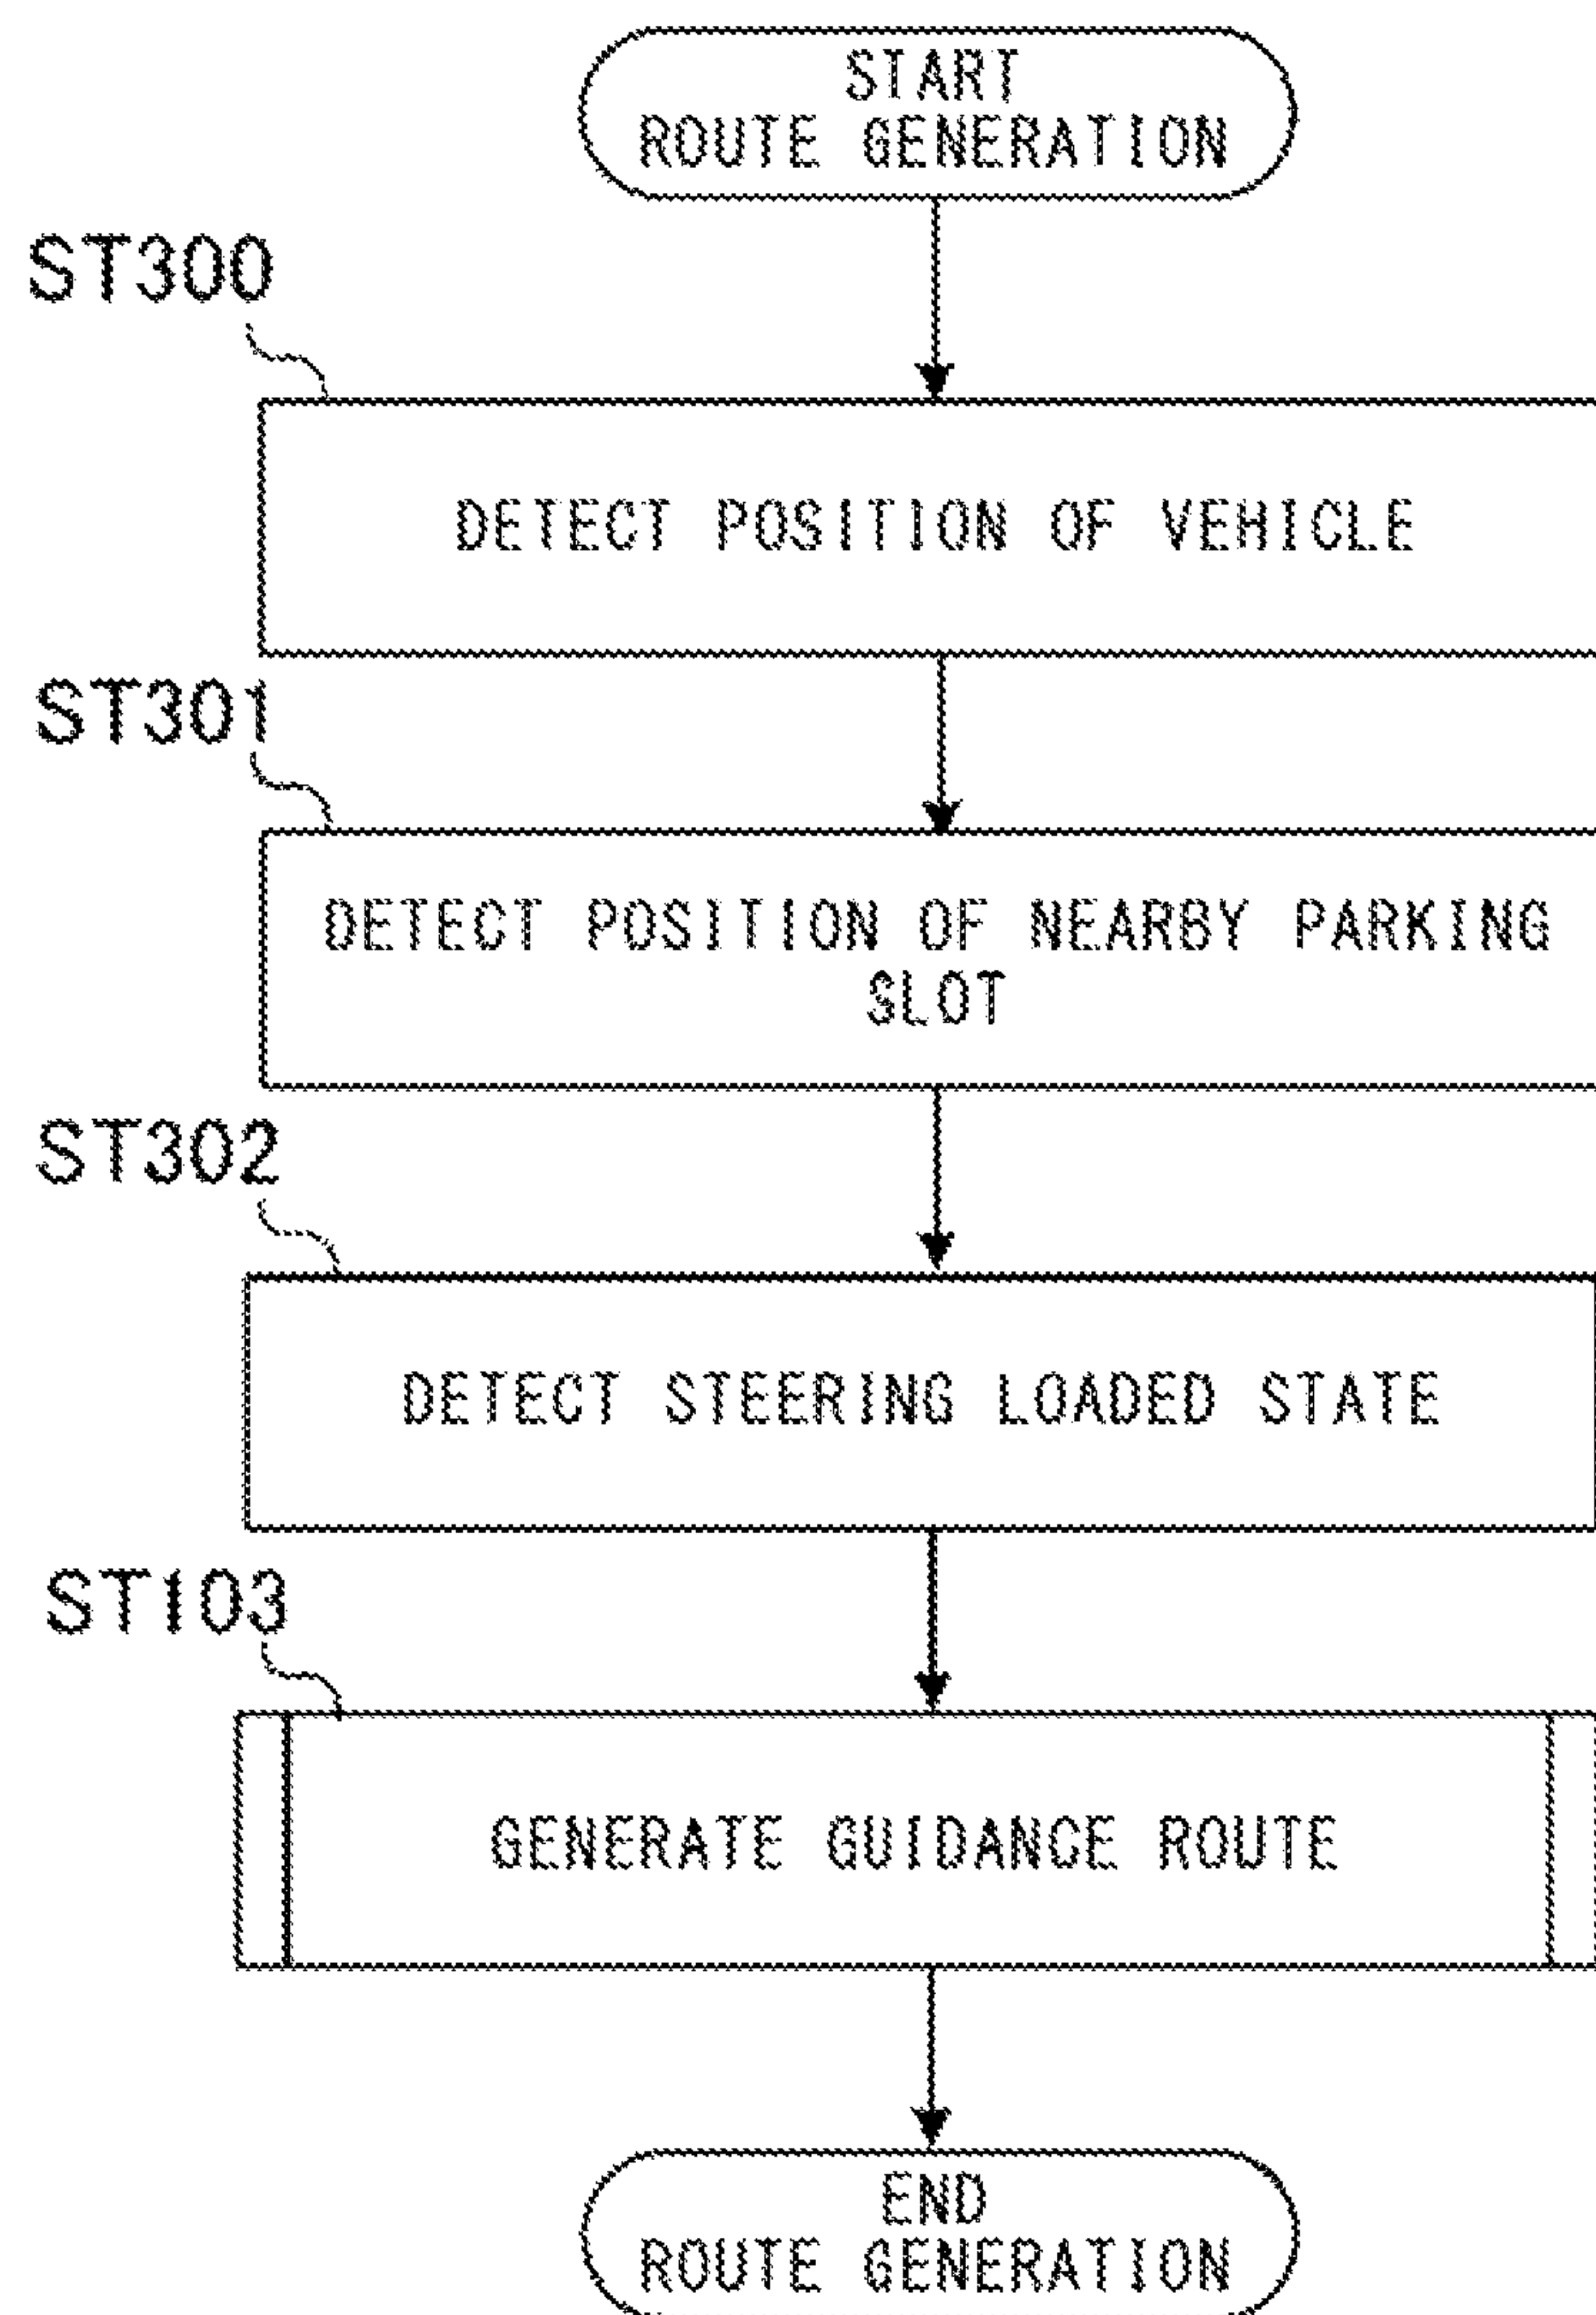 START
ROUTE GENERATION
ST300
DETECT POSITION OF VEHICLE
ST301
DETECT POSITION OF NEARBY PARKING
SLOT
ST302
DETECT STEERING LOADED STATE
ST103
GENERATE GUIDANCE ROUTE
END
ROUTE GENERATION